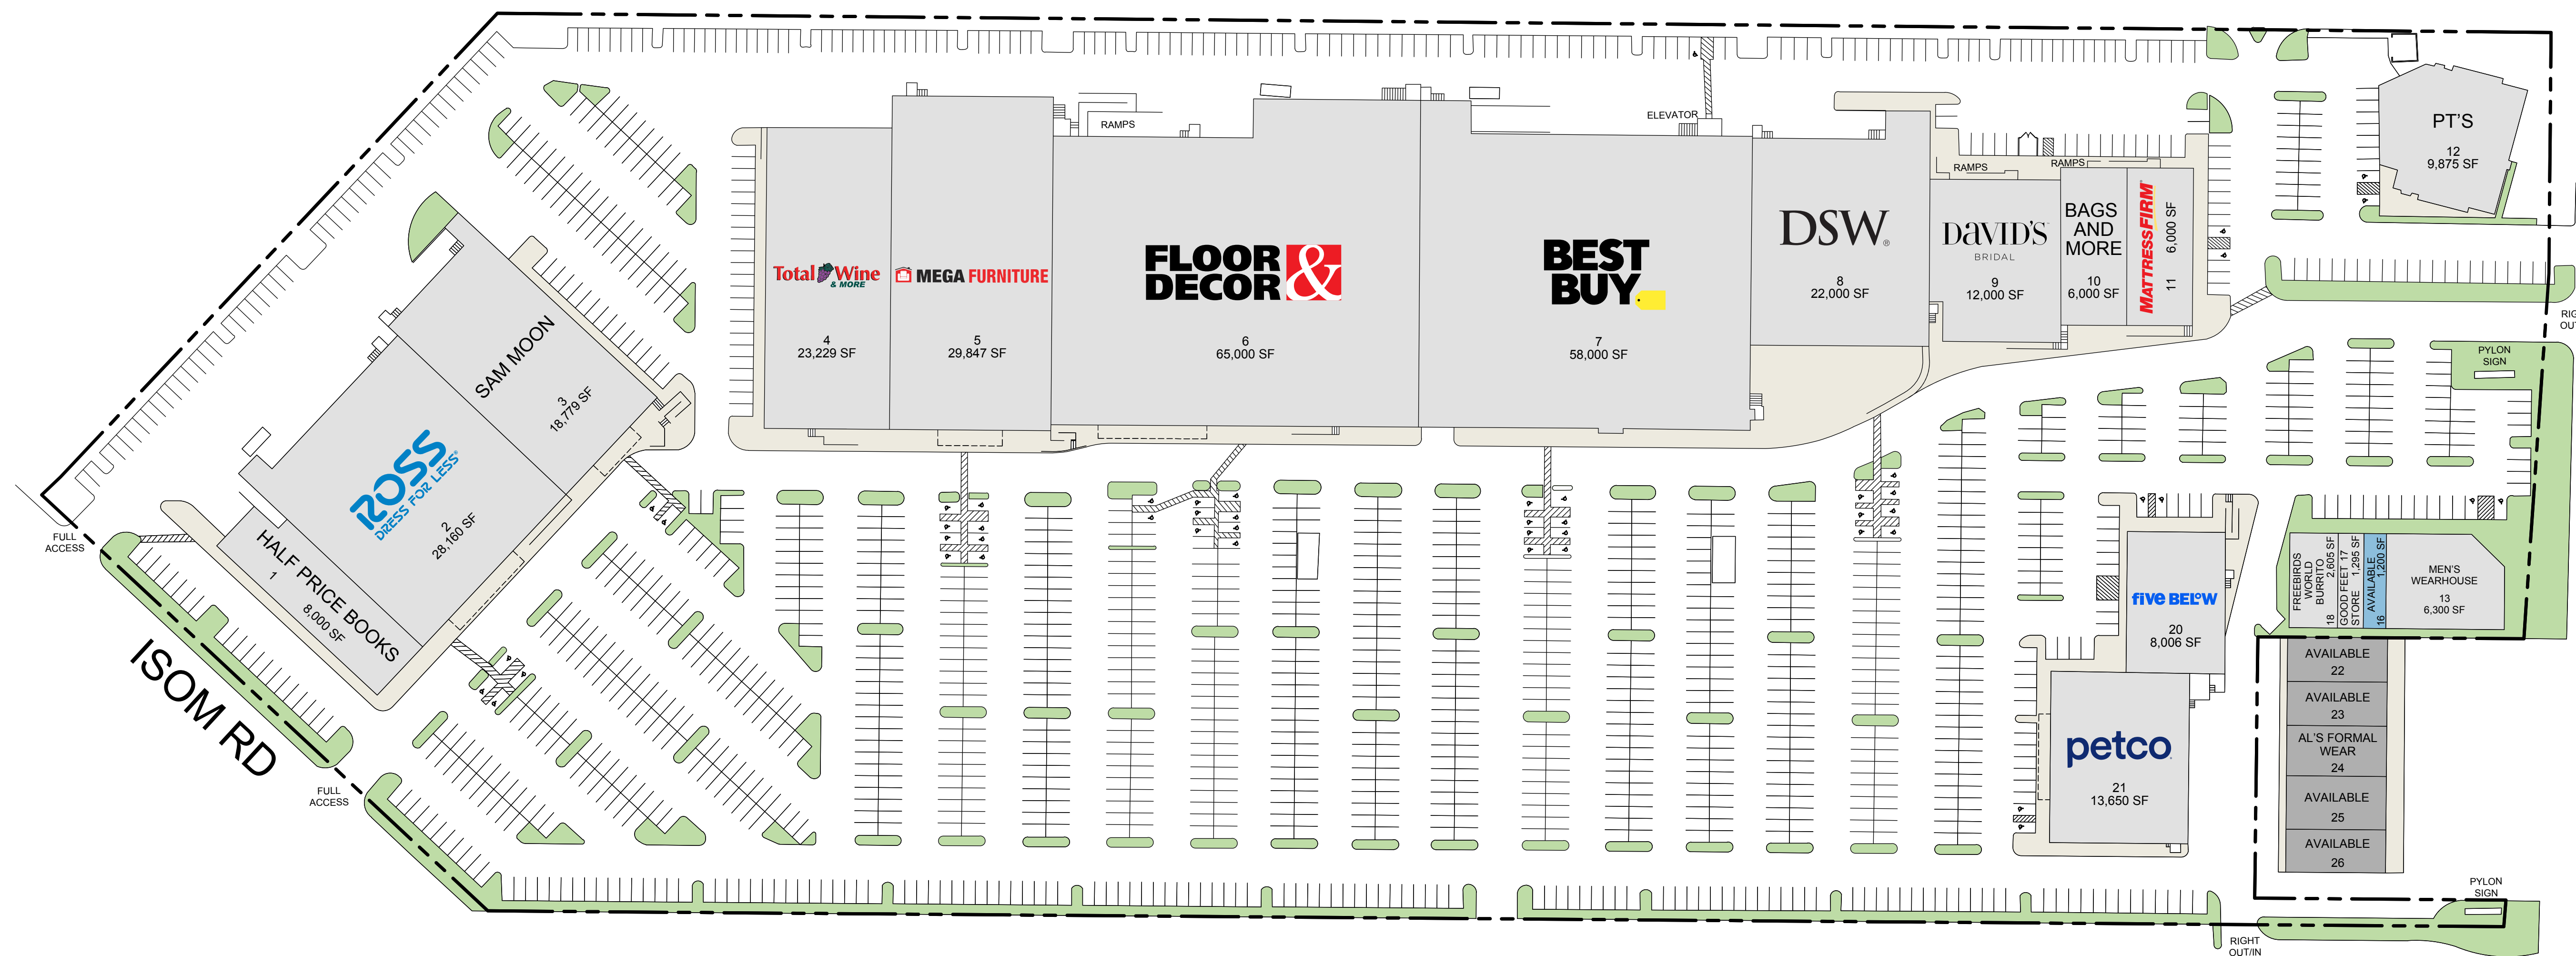 PT'S
12
9,875 SF
RAMPS
ELEVATOR
RAMPS
RAMPS
Total Wine
& MORE
4
23,229 SF
MEGA FURNITURE
5
29,847 SF
FLOOR &
DECOR
6
65,000 SF
BEST
BUY
7
58,000 SF
DSW®
8
22,000 SF
DAVID'S
BRIDAL
9
12,000 SF
BAGS
AND
MORE
10
6,000 SF
MATTRESSFIRM
11
6,000 SF
SAM MOON
3
18,779 SF
ROSS
DRESS FOR LESS®
2
28,160 SF
HALF PRICE BOOKS
1
8,000 SF
FULL
ACCESS
ISOM RD
FULL
ACCESS
PYLON
SIGN
FREEBIRDS
WORLD
BURRITO
18 2,605 SF
GOOD FEET 17
STORE 1,295 SF
AVAILABLE
16 1,200 SF
MEN'S
WEARHOUSE
13
6,300 SF
five BEL°W
20
8,006 SF
petco
21
13,650 SF
AVAILABLE
22
AVAILABLE
23
AL'S FORMAL
WEAR
24
AVAILABLE
25
AVAILABLE
26
PYLON
SIGN
RIGHT
OUT/IN